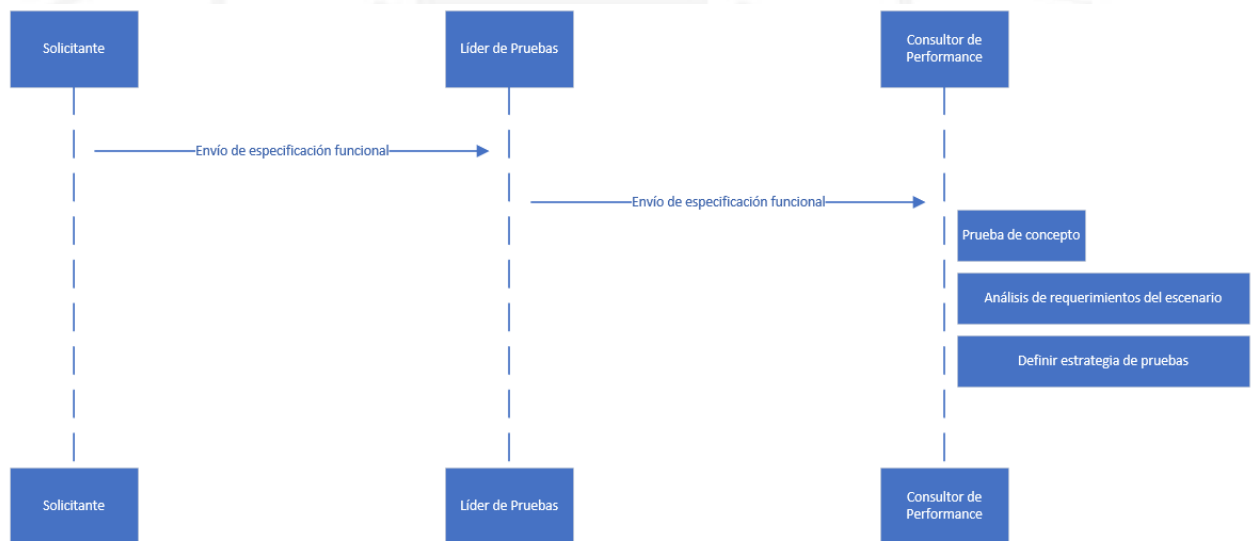 Solicitante
Líder de Pruebas
Consultor de
Performance
Envío de especificación funcional
Envío de especificación funcional
Prueba de concepto
Análisis de requerimientos del escenario
Definir estrategia de pruebas
Solicitante
Líder de Pruebas
Consultor de
Performance